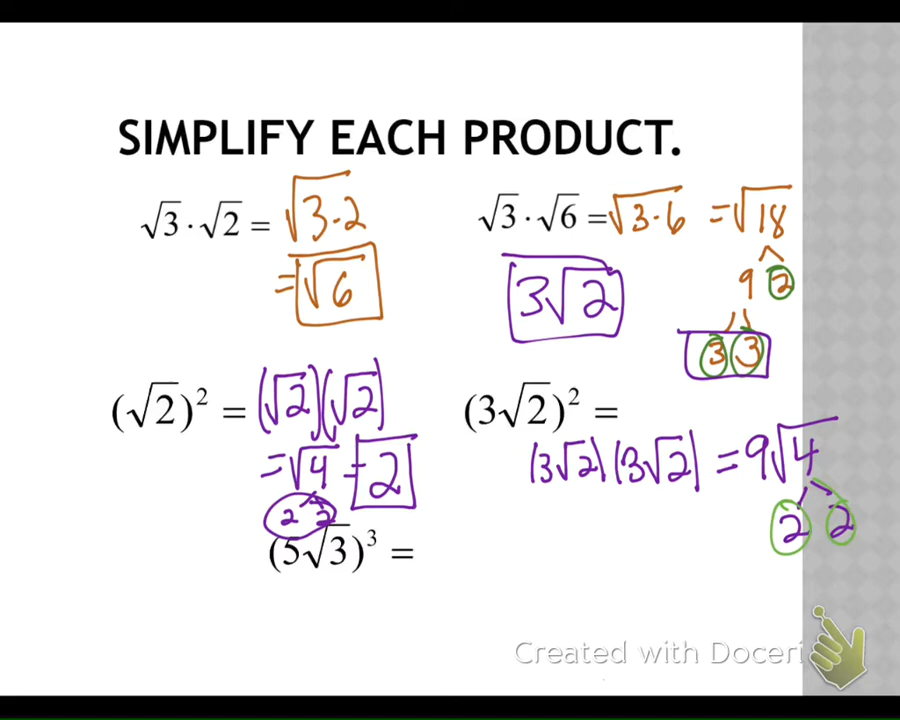 SIMPLIFY EACH PRODUCT.
√3 · √2 = √3·2
= √6
√3 · √6 = √3·6 = √18
9 2
3 3
3√2
(√2)² = (√2)(√2)
= √4 = 2
2 2
(3√2)² =
(3√2)(3√2) = 9√4
2 2
(5√3)³ =
Created with Doceri